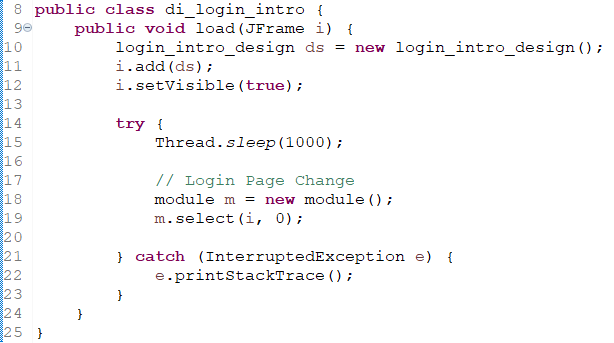 8 public class di_login_intro {
9 public void load(JFrame i) {
10 login_intro_design ds = new login_intro_design();
11 i.add(ds);
12 i.setVisible(true);
13
14 try {
15 Thread.sleep(1000);
16
17 // Login Page Change
18 module m = new module();
19 m.select(i, 0);
20
21 } catch (InterruptedException e) {
22 e.printStackTrace();
23 }
24 }
25 }